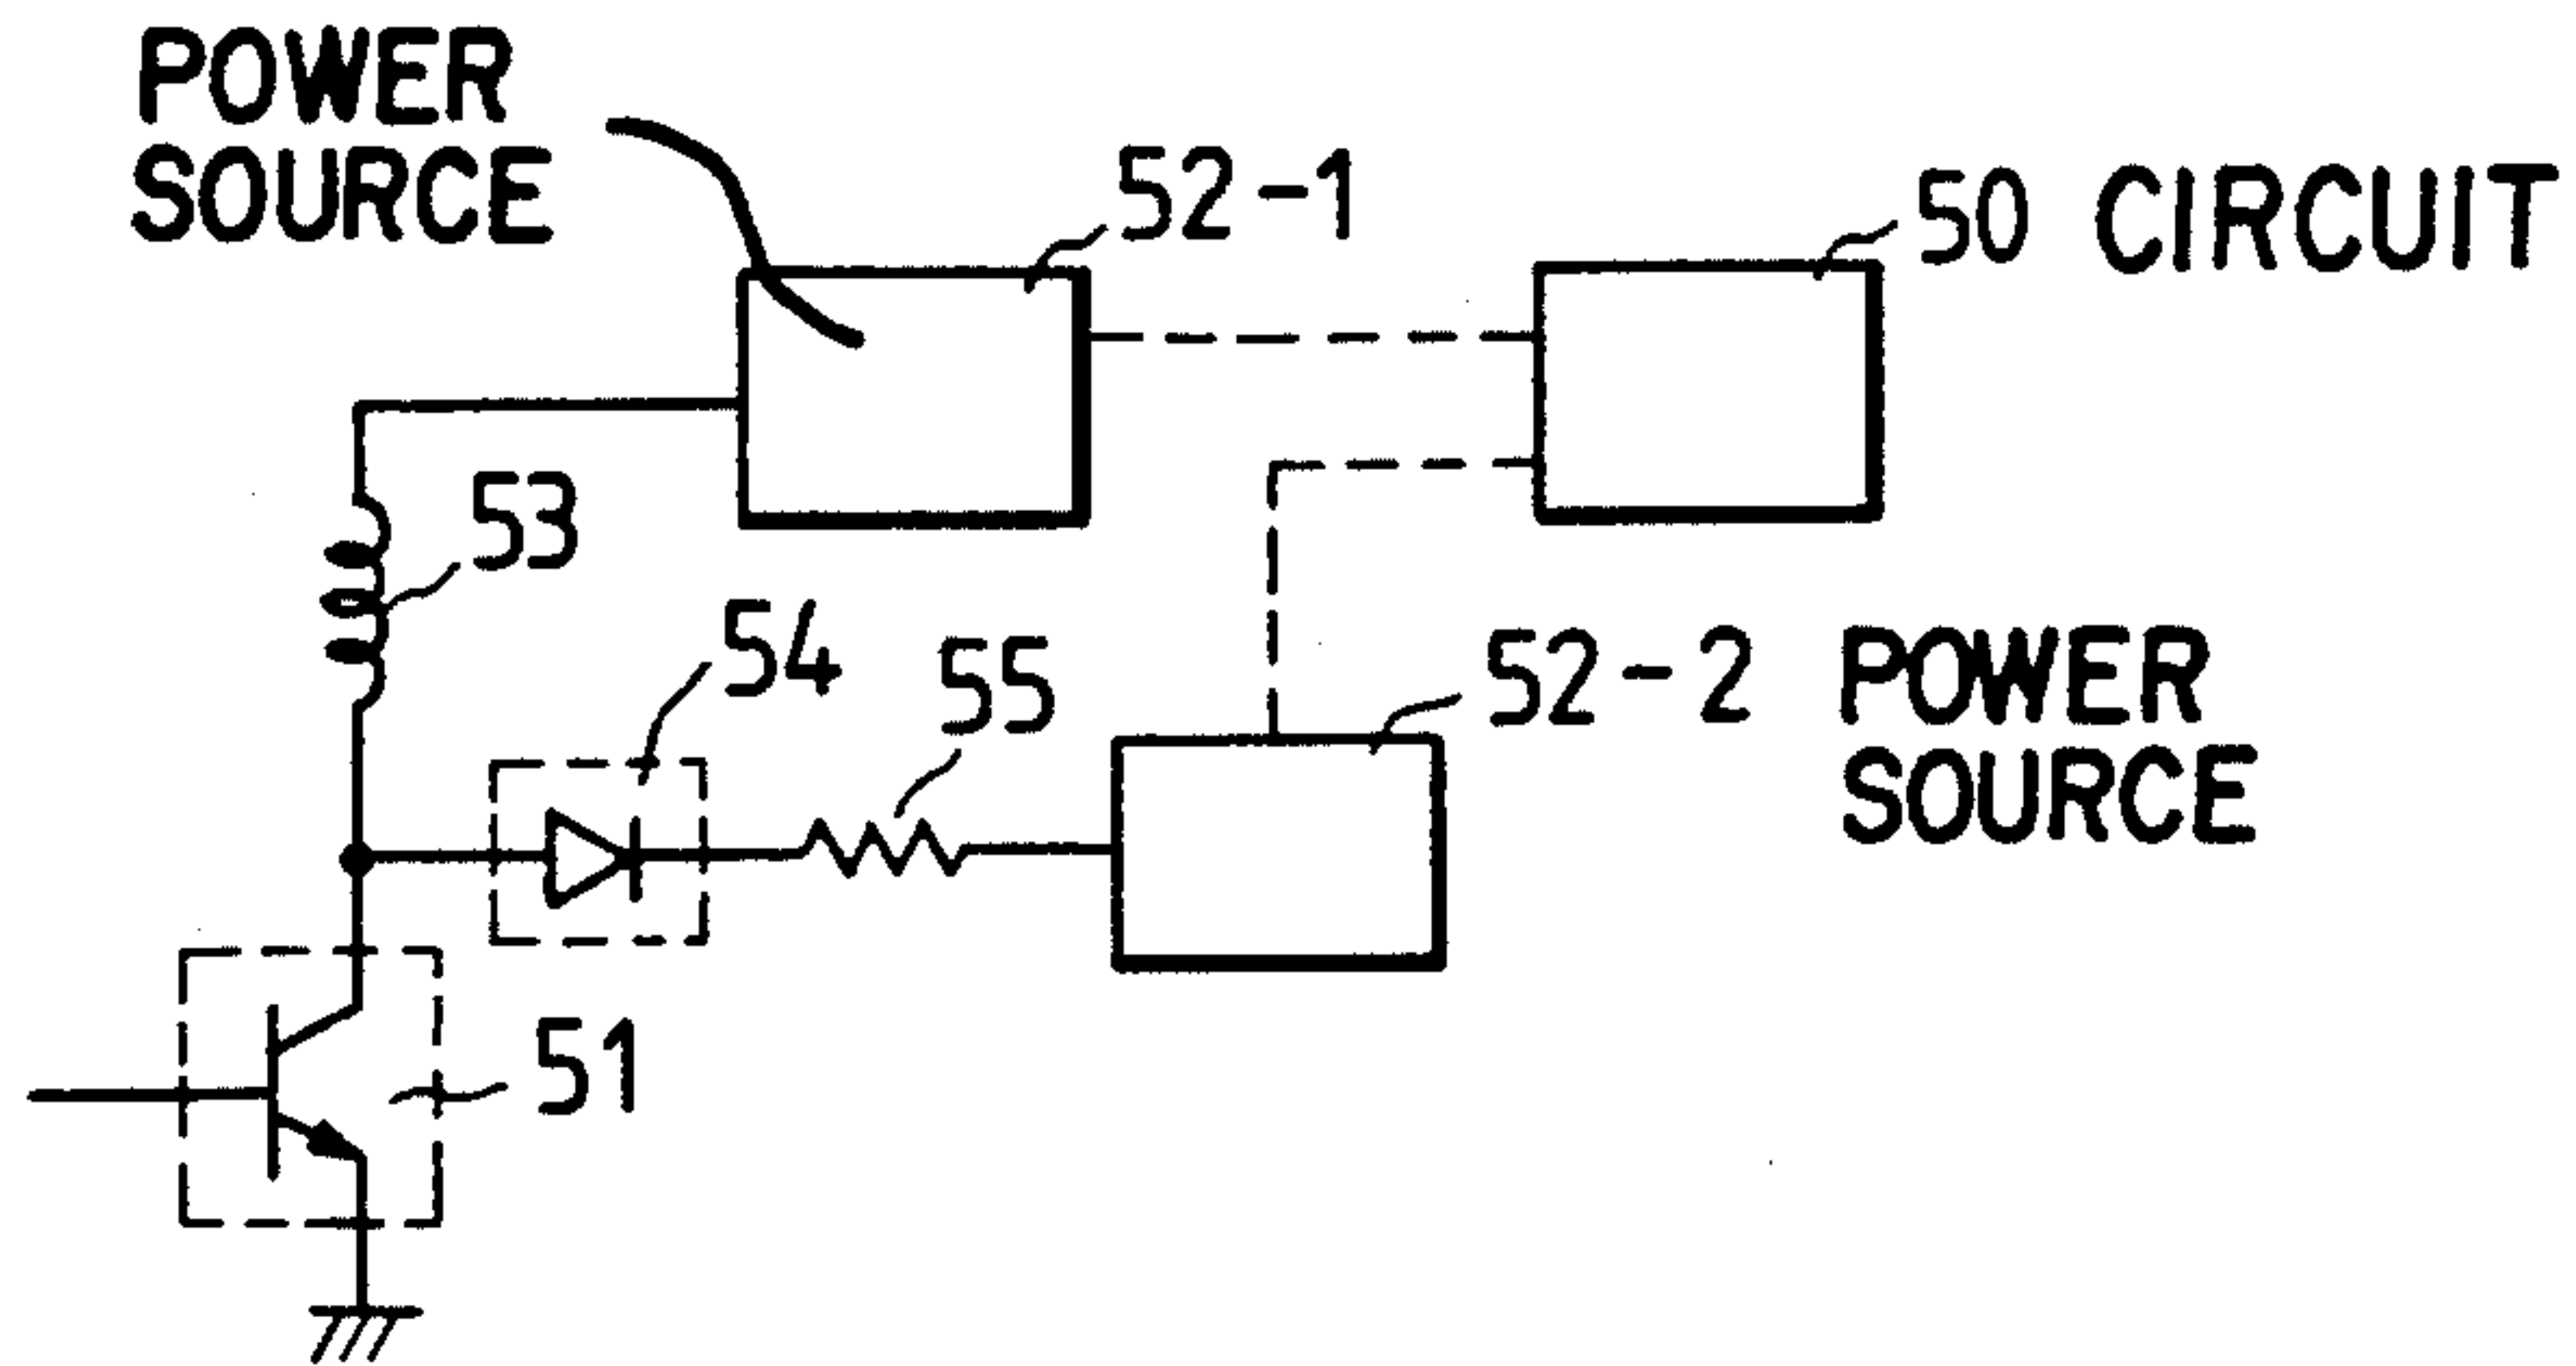 POWER
SOURCE
52-1
50 CIRCUIT
53
54
55
52-2 POWER
SOURCE
51